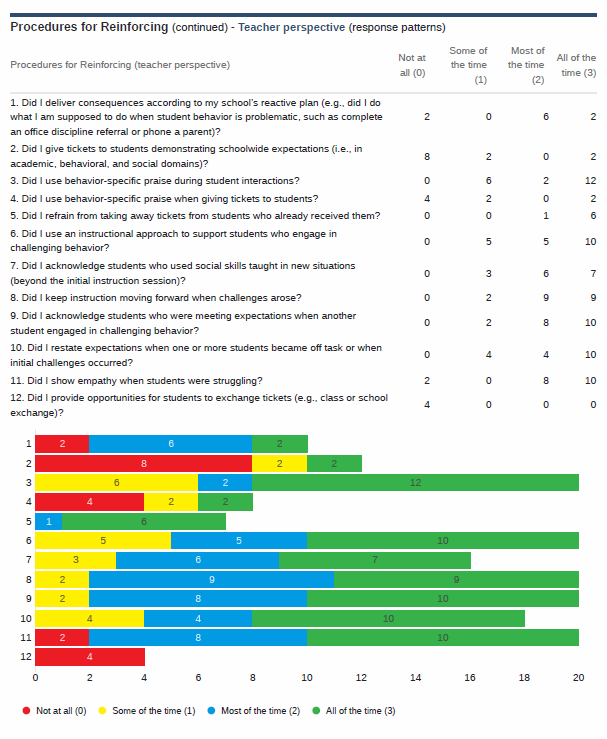 Procedures for Reinforcing (continued) - Teacher perspective (response patterns)
Procedures for Reinforcing (teacher perspective) Not at all (0) Some of the time (1) Most of the time (2) All of the time (3)
1. Did I deliver consequences according to my school's reactive plan (e.g., did I do
what I am supposed to do when student behavior is problematic, such as complete 2 0 6 2
an office discipline referral or phone a parent)?
2. Did I give tickets to students demonstrating schoolwide expectations (i.e., in
academic, behavioral, and social domains)? 8 2 0 2
3. Did I use behavior-specific praise during student interactions? 0 6 2 12
4. Did I use behavior-specific praise when giving tickets to students? 4 2 0 2
5. Did I refrain from taking away tickets from students who already received them? 0 0 1 6
6. Did I use an instructional approach to support students who engage in
challenging behavior? 0 5 5 10
7. Did I acknowledge students who used social skills taught in new situations
(beyond the initial instruction session)? 0 3 6 7
8. Did I keep instruction moving forward when challenges arose? 0 2 9 9
9. Did I acknowledge students who were meeting expectations when another
student engaged in challenging behavior? 0 2 8 10
10. Did I restate expectations when one or more students became off task or when
initial challenges occurred? 0 4 4 10
11. Did I show empathy when students were struggling? 2 0 8 10
12. Did I provide opportunities for students to exchange tickets (e.g., class or school
exchange)? 4 0 0 0
1 2 6 2
2 8 2 2
3 6 2 12
4 4 2 2
5 1 6
6 5 5 10
7 3 6 7
8 2 9 9
9 2 8 10
10 4 4 10
11 2 8 10
12 4
0 2 4 6 8 10 12 14 16 18 20
Not at all (0) Some of the time (1) Most of the time (2) All of the time (3)